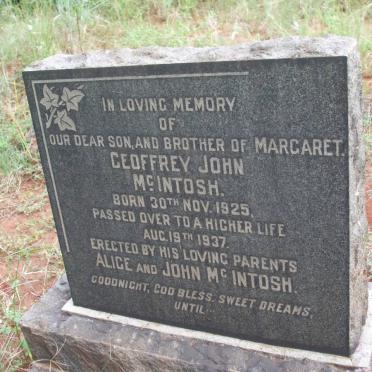 IN LOVING MEMORY
OF
OUR DEAR SON, AND BROTHER OF MARGARET.
GEOFFREY JOHN
MCINTOSH.
BORN 30TH NOV. 1925.
PASSED OVER TO A HIGHER LIFE
AUG. 19TH 1937.
ERECTED BY HIS LOVING PARENTS
ALICE AND JOHN MCINTOSH.
GOODNIGHT, GOD BLESS, SWEET DREAMS,
UNTIL